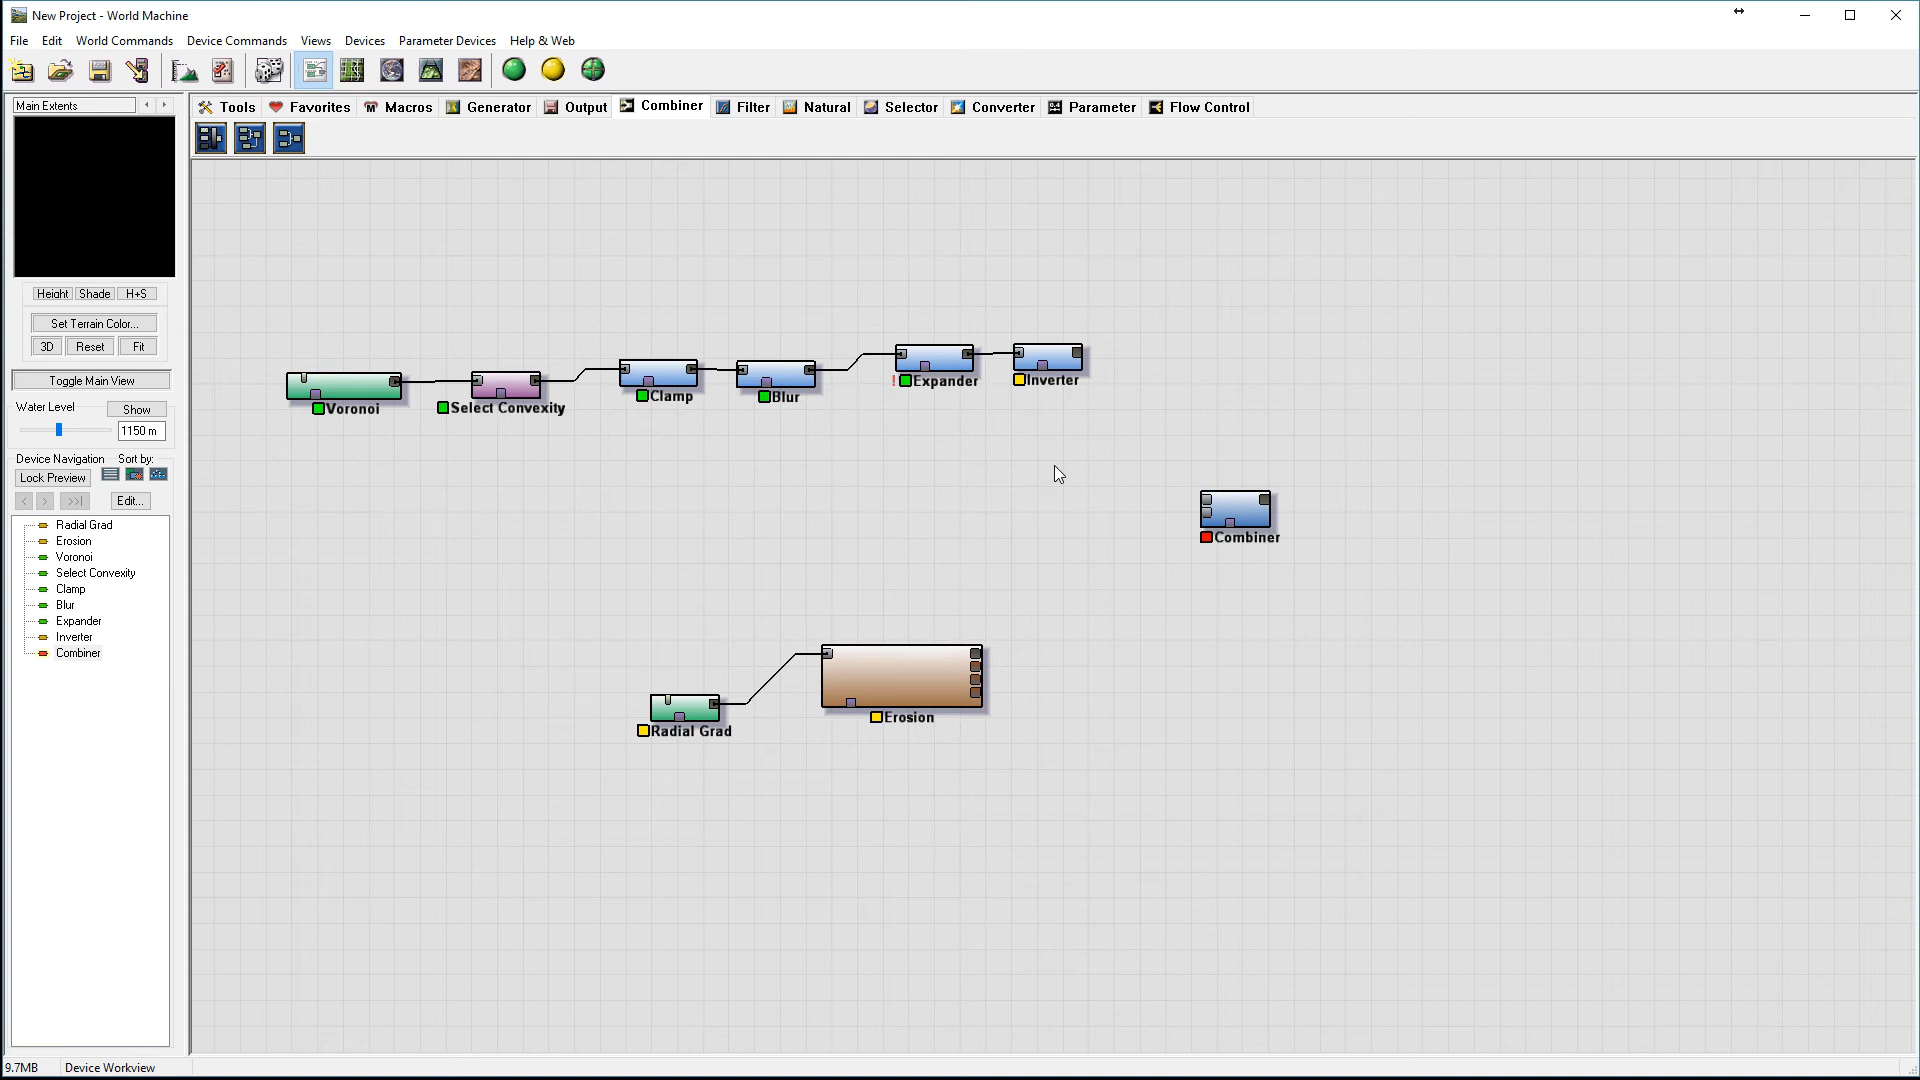 New Project - World Machine
File Edit World Commands Device Commands Views Devices Parameter Devices Help & Web
Main Extents
Tools Favorites Macros Generator Output Combiner Filter Natural Selector Converter Parameter Flow Control
Height Shade H+S
Set Terrain Color...
3D Reset Fit
Toggle Main View
Water Level Show
1150 m
Device Navigation Sort by:
Lock Preview
< > >>| Edit...
Radial Grad
Erosion
Voronoi
Select Convexity
Clamp
Blur
Expander
Inverter
Combiner
Voronoi
Select Convexity
Clamp
Blur
! Expander
Inverter
Combiner
Radial Grad
Erosion
9.7MB Device Workview